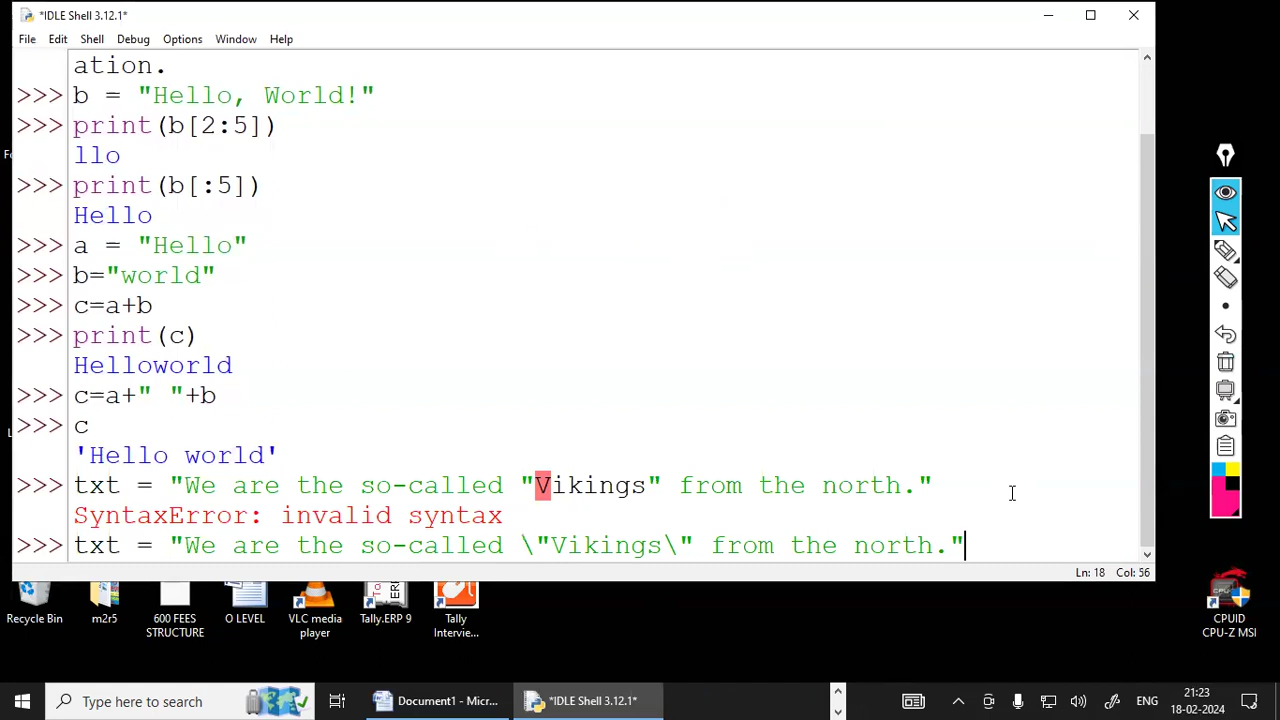 *IDLE Shell 3.12.1*
File Edit Shell Debug Options Window Help
ation.
>>> b = "Hello, World!"
>>> print(b[2:5])
llo
>>> print(b[:5])
Hello
>>> a = "Hello"
>>> b="world"
>>> c=a+b
>>> print(c)
Helloworld
>>> c=a+" "+b
>>> c
'Hello world'
>>> txt = "We are the so-called "Vikings" from the north."
SyntaxError: invalid syntax
>>> txt = "We are the so-called \"Vikings\" from the north."
Ln: 18 Col: 56
Recycle Bin
m2r5
600 FEES
STRUCTURE
O LEVEL
VLC media
player
Tally.ERP 9
Tally
Intervie...
CPUID
CPU-Z MSI
Type here to search
Document1 - Micr...
*IDLE Shell 3.12.1*
ENG
21:23
18-02-2024